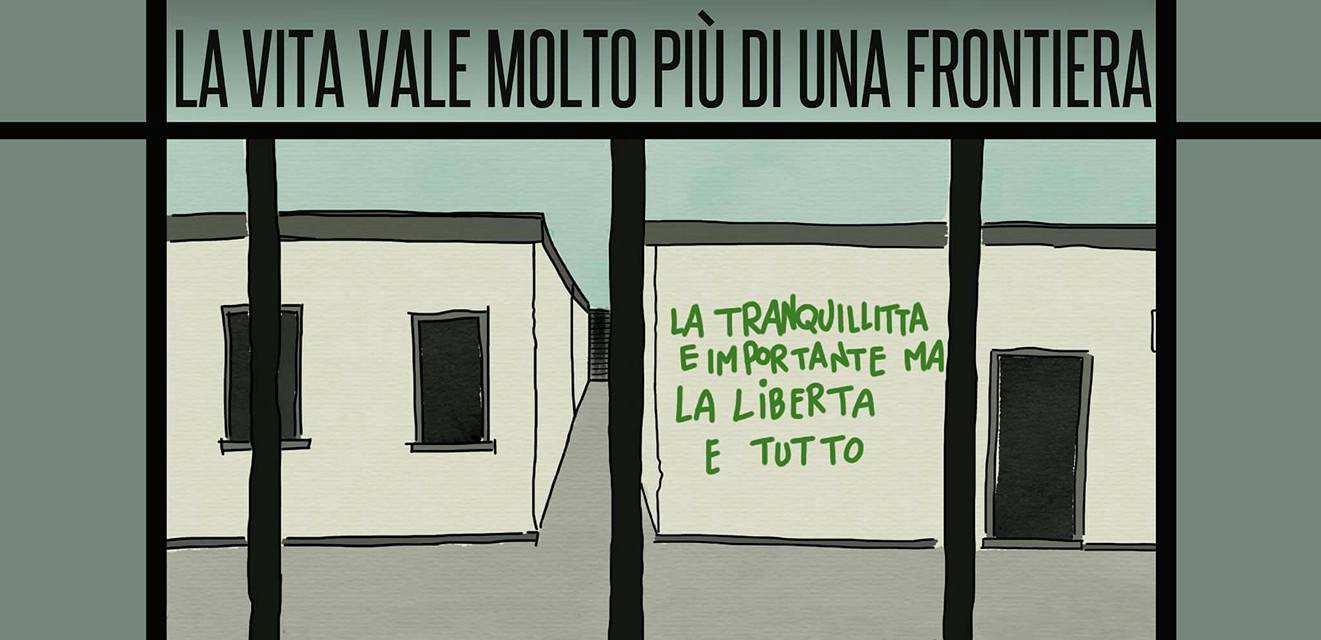 LA VITA VALE MOLTO PIÙ DI UNA FRONTIERA
LA TRANQUILLITTA
E IMPORTANTE MA
LA LIBERTA
E TUTTO